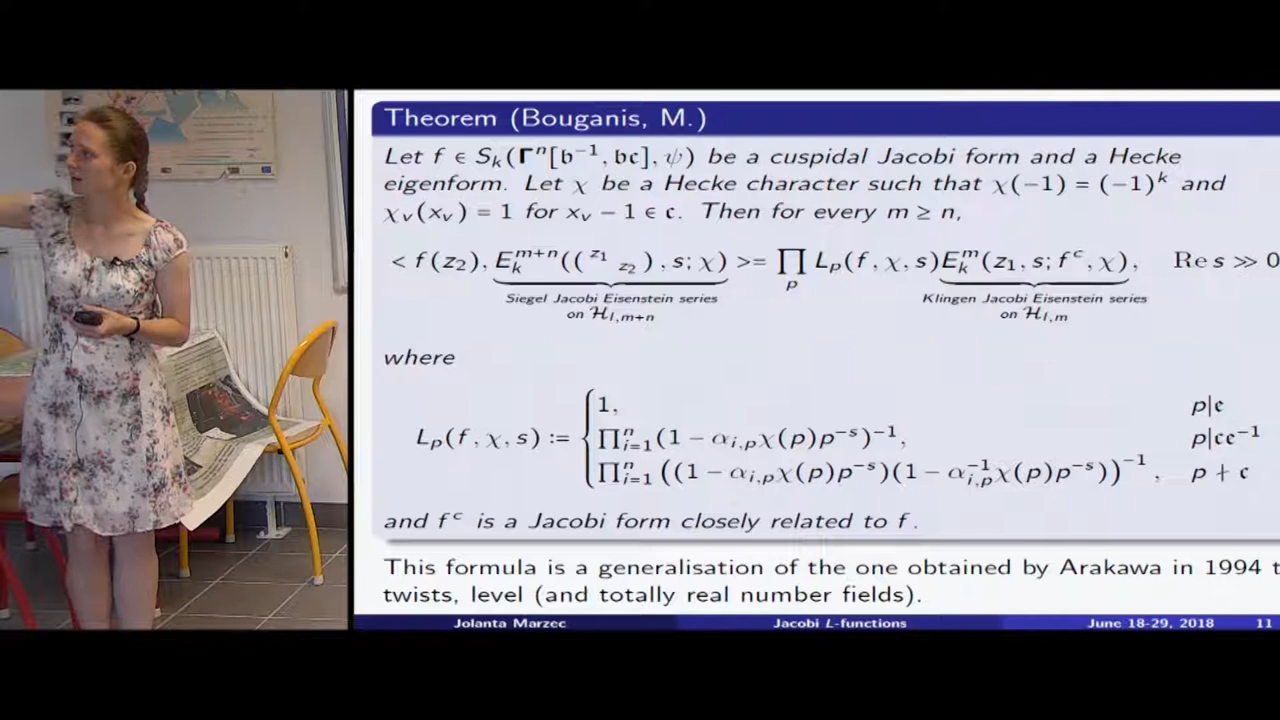 Theorem (Bouganis, M.)
Let f ∈ S_k(Γ^n[b^{-1}, bc], ψ) be a cuspidal Jacobi form and a Hecke
eigenform. Let χ be a Hecke character such that χ(−1) = (−1)^k and
χ_v(x_v) = 1 for x_v − 1 ∈ c. Then for every m ≥ n,
< f(z_2), E_k^{m+n}(( z_1 z_2 ), s; χ) >= ∏_p L_p(f, χ, s)E_k^m(z_1, s; f^c, χ), Re s ≫ 0
Siegel Jacobi Eisenstein series Klingen Jacobi Eisenstein series
on H_{l,m+n} on H_{l,m}
where
1, p|e
L_p(f, χ, s) := ∏_{i=1}^n (1 − α_{i,p}χ(p)p^{−s})^{−1}, p|ce^{−1}
∏_{i=1}^n ((1 − α_{i,p}χ(p)p^{−s})(1 − α_{i,p}^{−1}χ(p)p^{−s}))^{−1}, p ∤ c
and f^c is a Jacobi form closely related to f.
This formula is a generalisation of the one obtained by Arakawa in 1994 t
twists, level (and totally real number fields).
Jolanta Marzec Jacobi L-functions June 18-29, 2018 11